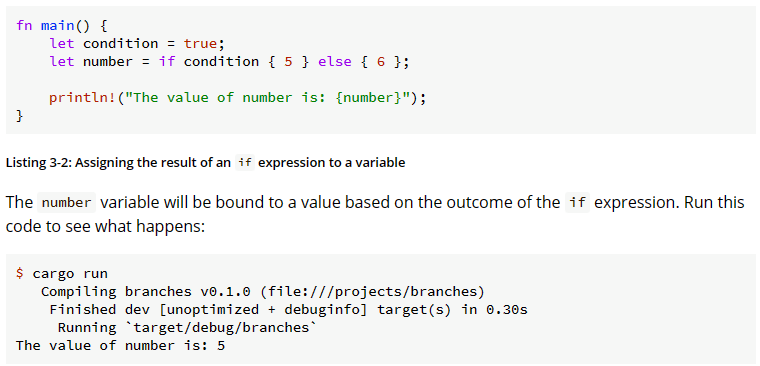 fn main() {
    let condition = true;
    let number = if condition { 5 } else { 6 };

    println!("The value of number is: {number}");
}
Listing 3-2: Assigning the result of an if expression to a variable
The number variable will be bound to a value based on the outcome of the if expression. Run this
code to see what happens:
$ cargo run
   Compiling branches v0.1.0 (file:///projects/branches)
    Finished dev [unoptimized + debuginfo] target(s) in 0.30s
     Running `target/debug/branches`
The value of number is: 5